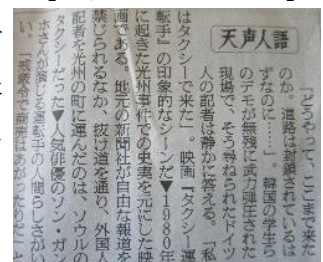 天声人語
「どうやって、ここまで来た
のか。道路は封鎖されているは
ずなのに……」。韓国の学生ら
のデモが無残に武力弾圧された
現場で、そう尋ねられたドイツ
人の記者は静かに答える。「私
はタクシーで来た」。映画『タクシー運
転手』の印象的なシーンだ▼1980年
に起きた光州事件での史実を元にした映
画である。地元の新聞社が自由な報道を
禁じられるなか、抜け道を通り、外国人
記者を光州の町に運んだのは、ソウルの
タクシーだった▼人気俳優のソン・ガン
ホさんが演じる運転手の人間らしさがい
い。「戒厳令で商売はあがったりだ」と